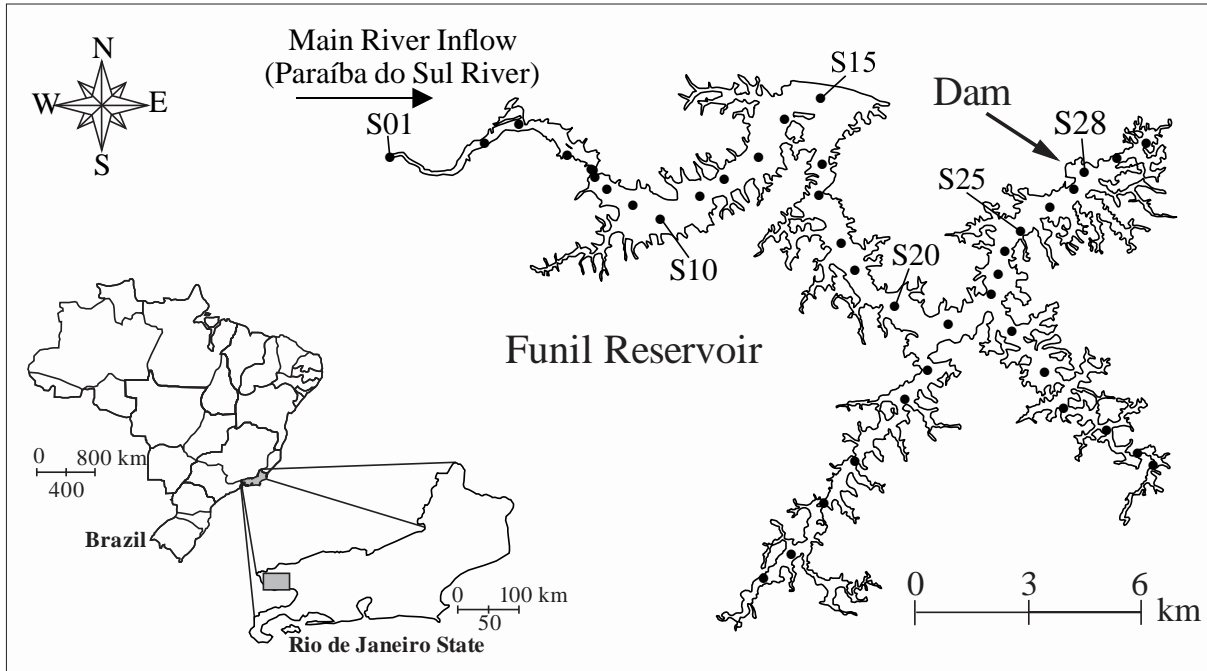 N
W E
S
Main River Inflow
(Paraíba do Sul River)
S01
S15
Dam
S28
S25
S10
S20
Funil Reservoir
0 800 km
400
Brazil
0 100 km
50
Rio de Janeiro State
0 3 6
km